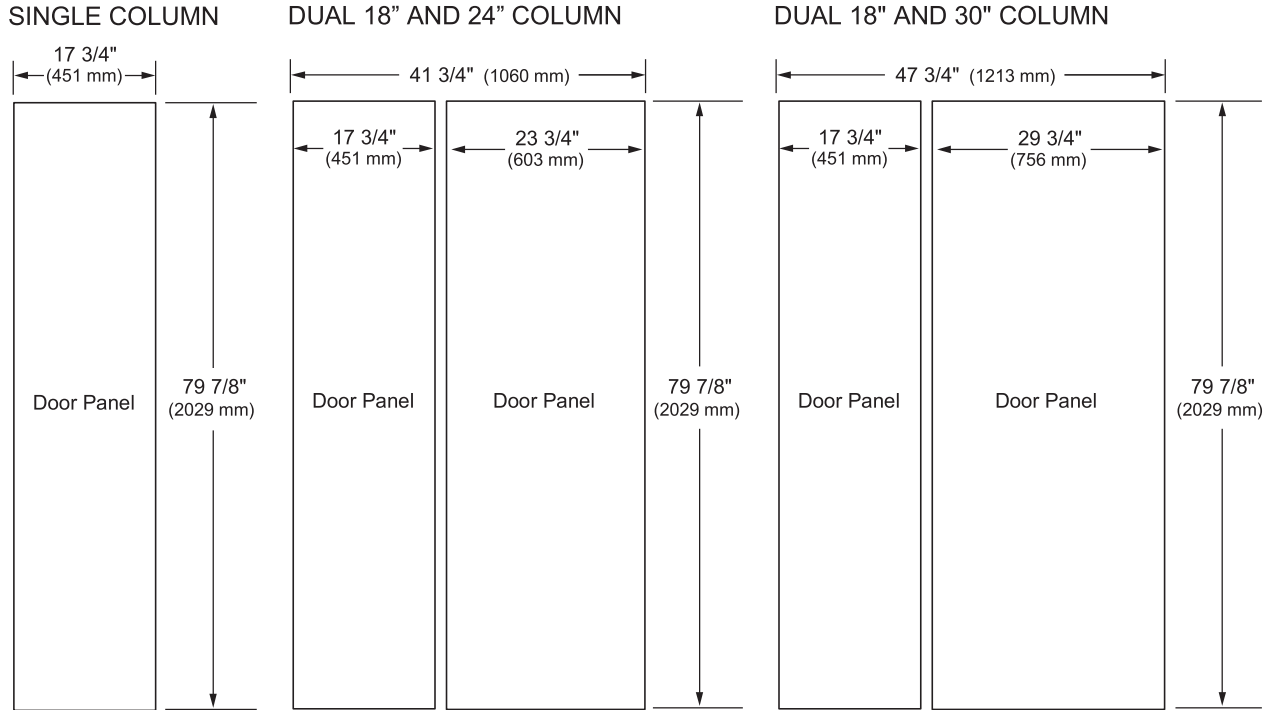 SINGLE COLUMN
17 3/4"
(451 mm)
Door Panel
79 7/8"
(2029 mm)
DUAL 18” AND 24” COLUMN
41 3/4" (1060 mm)
17 3/4"
(451 mm)
23 3/4"
(603 mm)
Door Panel
Door Panel
79 7/8"
(2029 mm)
DUAL 18" AND 30" COLUMN
47 3/4" (1213 mm)
17 3/4"
(451 mm)
29 3/4"
(756 mm)
Door Panel
Door Panel
79 7/8"
(2029 mm)